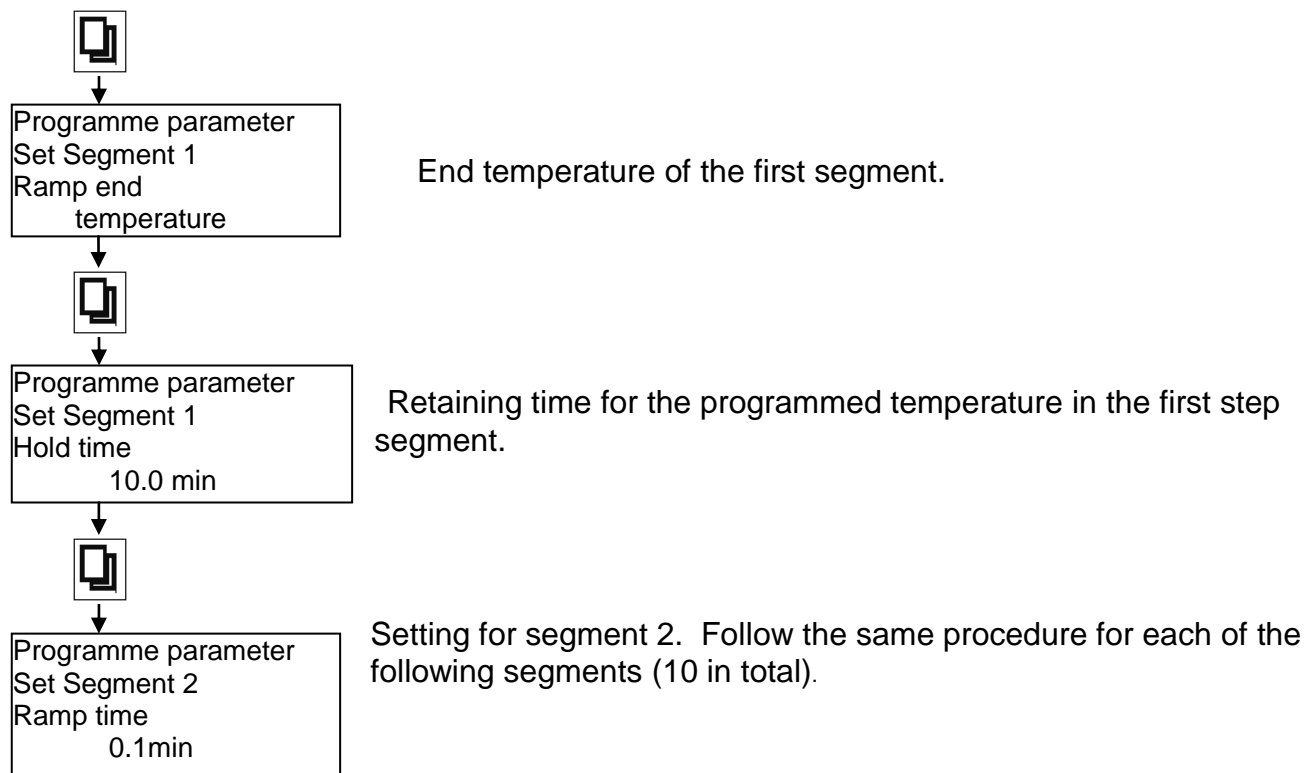 Programme parameter
Set Segment 1
Ramp end
temperature
End temperature of the first segment.
Programme parameter
Set Segment 1
Hold time
10.0 min
Retaining time for the programmed temperature in the first step
segment.
Programme parameter
Set Segment 2
Ramp time
0.1min
Setting for segment 2.  Follow the same procedure for each of the
following segments (10 in total).